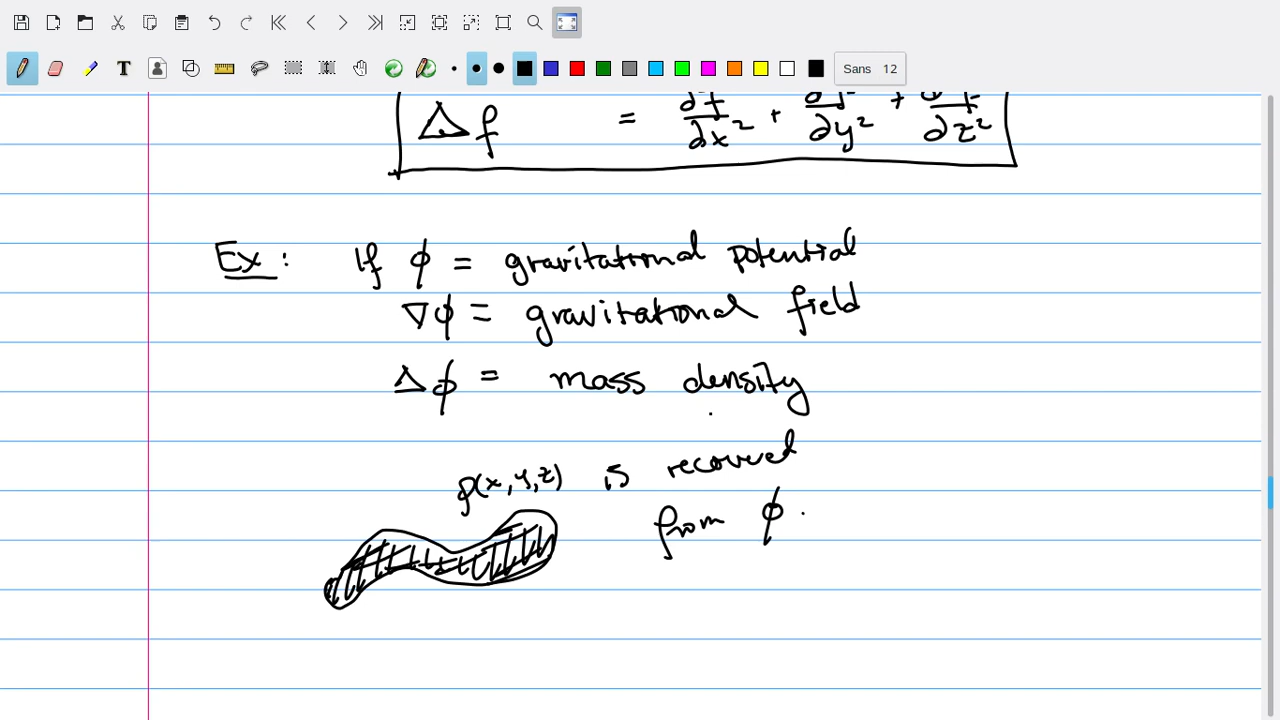 Sans 12
Δf = ∂²f/∂x² + ∂²f/∂y² + ∂²f/∂z²
Ex: If φ = gravitational potential
∇φ = gravitational field
Δφ = mass density
ρ(x,y,z) is recovered
from φ.